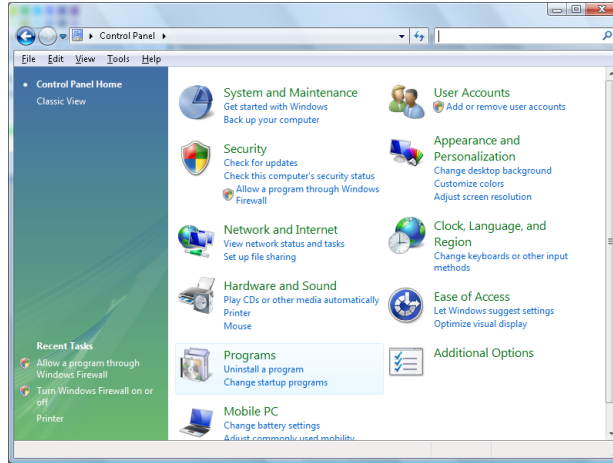 Control Panel
File Edit View Tools Help
Control Panel Home
Classic View
System and Maintenance
Get started with Windows
Back up your computer
Security
Check for updates
Check this computer's security status
Allow a program through Windows
Firewall
Network and Internet
View network status and tasks
Set up file sharing
Hardware and Sound
Play CDs or other media automatically
Printer
Mouse
Programs
Uninstall a program
Change startup programs
Mobile PC
Change battery settings
Adjust commonly used mobility
User Accounts
Add or remove user accounts
Appearance and
Personalization
Change desktop background
Customize colors
Adjust screen resolution
Clock, Language, and
Region
Change keyboards or other input
methods
Ease of Access
Let Windows suggest settings
Optimize visual display
Additional Options
Recent Tasks
Allow a program through
Windows Firewall
Turn Windows Firewall on or
off
Printer